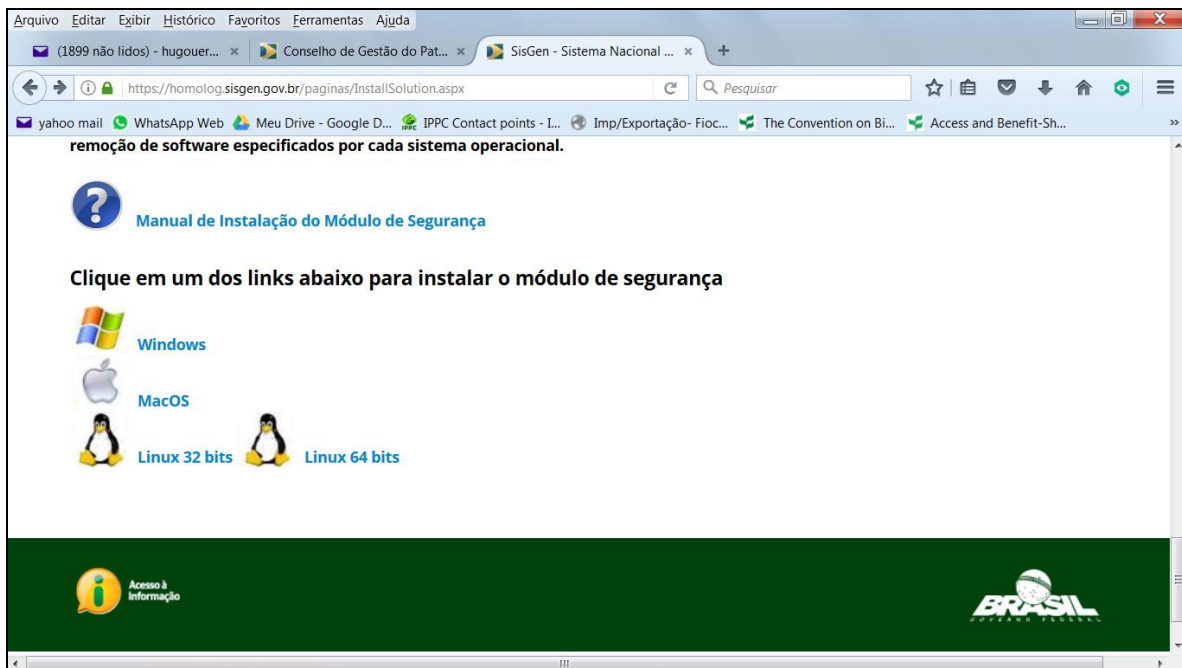 Arquivo Editar Exibir Histórico Favoritos Ferramentas Ajuda
(1899 não lidos) - hugouer... × Conselho de Gestão do Pat... × SisGen - Sistema Nacional ... × +
https://homolog.sisgen.gov.br/paginas/InstallSolution.aspx Pesquisar
yahoo mail WhatsApp Web Meu Drive - Google D... IPPC Contact points - I... Imp/Exportação- Fioc... The Convention on Bi... Access and Benefit-Sh... »
remoção de software especificados por cada sistema operacional.
Manual de Instalação do Módulo de Segurança
Clique em um dos links abaixo para instalar o módulo de segurança
Windows
MacOS
Linux 32 bits Linux 64 bits
Acesso à
Informação
BRASIL
GOVERNO FEDERAL